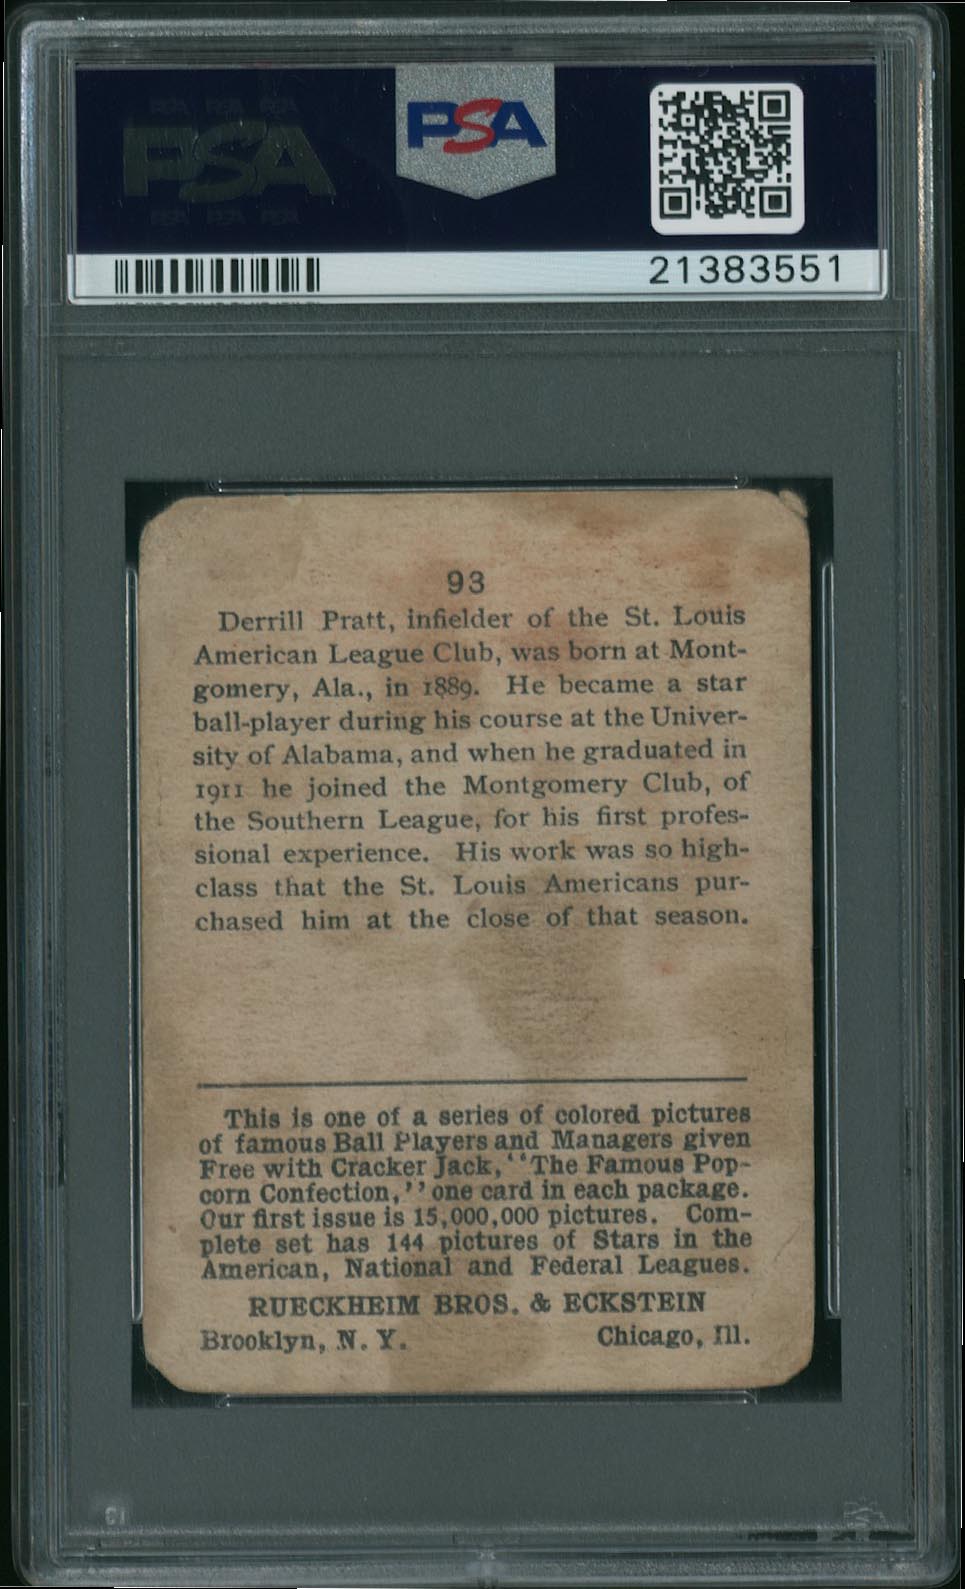 PSA
PSA
21383551
93
Derrill Pratt, infielder of the St. Louis
American League Club, was born at Mont-
gomery, Ala., in 1889. He became a star
ball-player during his course at the Univer-
sity of Alabama, and when he graduated in
1911 he joined the Montgomery Club, of
the Southern League, for his first profes-
sional experience. His work was so high-
class that the St. Louis Americans pur-
chased him at the close of that season.
This is one of a series of colored pictures
of famous Ball Players and Managers given
Free with Cracker Jack, "The Famous Pop-
corn Confection," one card in each package.
Our first issue is 15,000,000 pictures. Com-
plete set has 144 pictures of Stars in the
American, National and Federal Leagues.
RUECKHEIM BROS. & ECKSTEIN
Brooklyn, N. Y. Chicago, Ill.